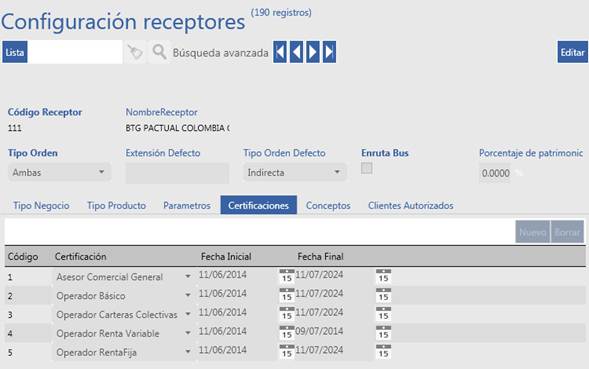 Configuración receptores (190 registros)
Lista Búsqueda avanzada Editar
Código Receptor NombreReceptor
111 BTG PACTUAL COLOMBIA
Tipo Orden Extensión Defecto Tipo Orden Defecto Enruta Bus Porcentaje de patrimonic
Ambas Indirecta 0.0000 %
Tipo Negocio Tipo Producto Parametros Certificaciones Conceptos Clientes Autorizados
Nuevo Borrar
Código Certificación Fecha Inicial Fecha Final
1 Asesor Comercial General 11/06/2014 15 11/07/2024 15
2 Operador Básico 11/06/2014 15 11/07/2024 15
3 Operador Carteras Colectivas 11/06/2014 15 11/07/2024 15
4 Operador Renta Variable 11/06/2014 15 09/07/2014 15
5 Operador RentaFija 11/06/2014 15 11/07/2024 15